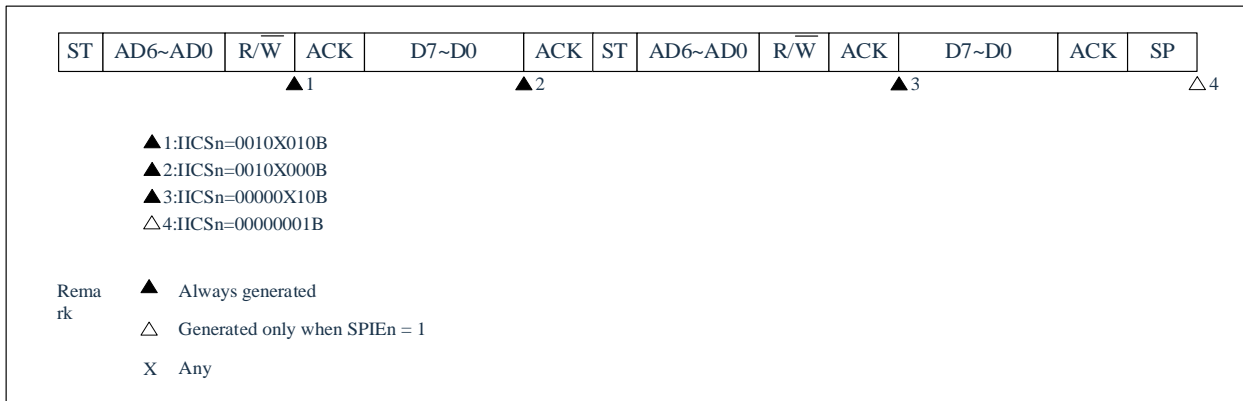 ST AD6~AD0 R/W̅ ACK D7~D0 ACK ST AD6~AD0 R/W̅ ACK D7~D0 ACK SP
▲1 ▲2 ▲3 △4
▲1:IICSn=0010X010B
▲2:IICSn=0010X000B
▲3:IICSn=00000X10B
△4:IICSn=00000001B
Rema
rk
▲ Always generated
△ Generated only when SPIEn = 1
X Any